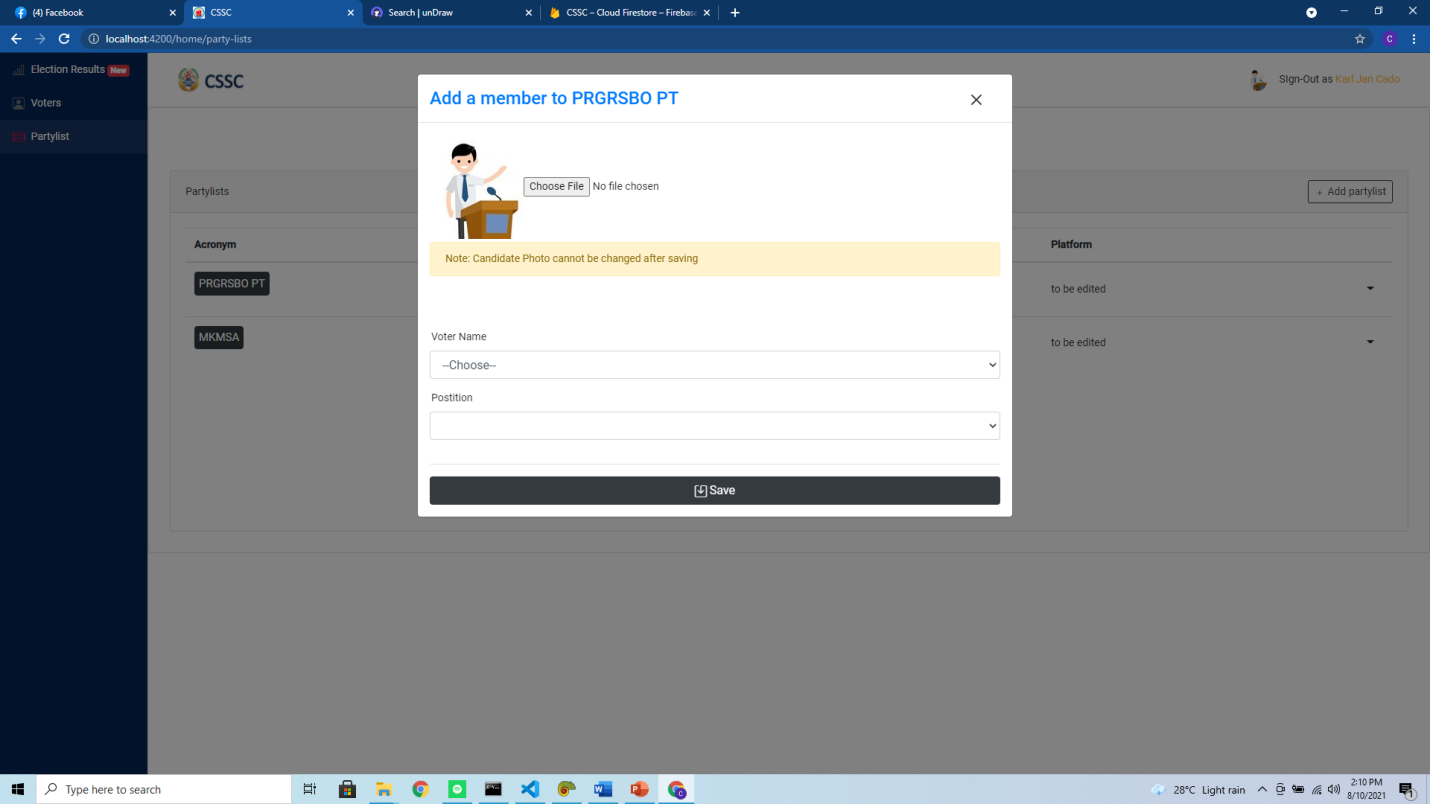 (4) Facebook
CSSC
Search | unDraw
CSSC – Cloud Firestore – Firebase
localhost:4200/home/party-lists
C
Election Results New
Voters
Partylist
CSSC
Sign-Out as Karl Jan Cado
Add a member to PRGRSBO PT
Choose File No file chosen
Note: Candidate Photo cannot be changed after saving
Voter Name
--Choose--
Postition
Save
Partylists
+ Add partylist
Acronym
Platform
PRGRSBO PT
to be edited
MKMSA
to be edited
Type here to search
28°C Light rain
2:10 PM
8/10/2021
1